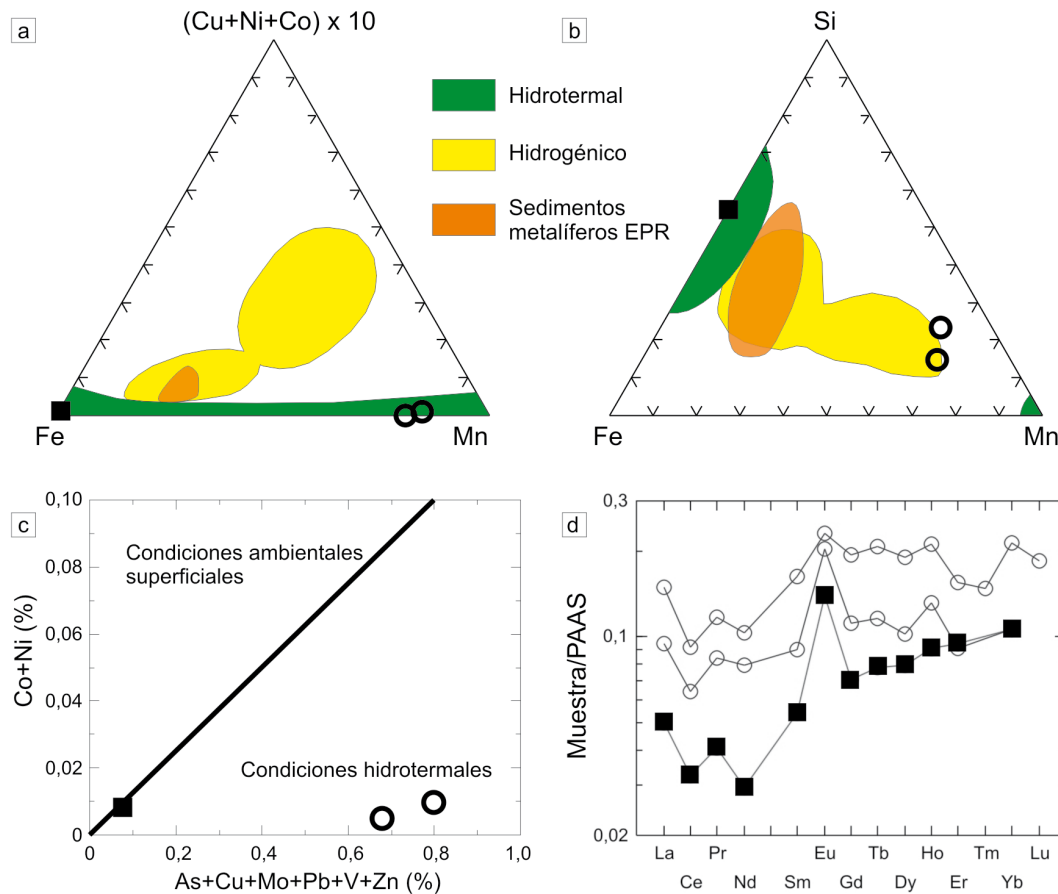 a
(Cu+Ni+Co) x 10
Fe
Mn
Hidrotermal
Hidrogénico
Sedimentos
metalíferos EPR
b
Si
Fe
Mn
c
0,10
0,08
0,06
0,04
0,02
0
Co+Ni (%)
Condiciones ambientales
superficiales
Condiciones hidrotermales
0
0,2
0,4
0,6
0,8
1,0
As+Cu+Mo+Pb+V+Zn (%)
d
0,3
0,1
0,02
Muestra/PAAS
La
Ce
Pr
Nd
Sm
Eu
Gd
Tb
Dy
Ho
Er
Tm
Yb
Lu